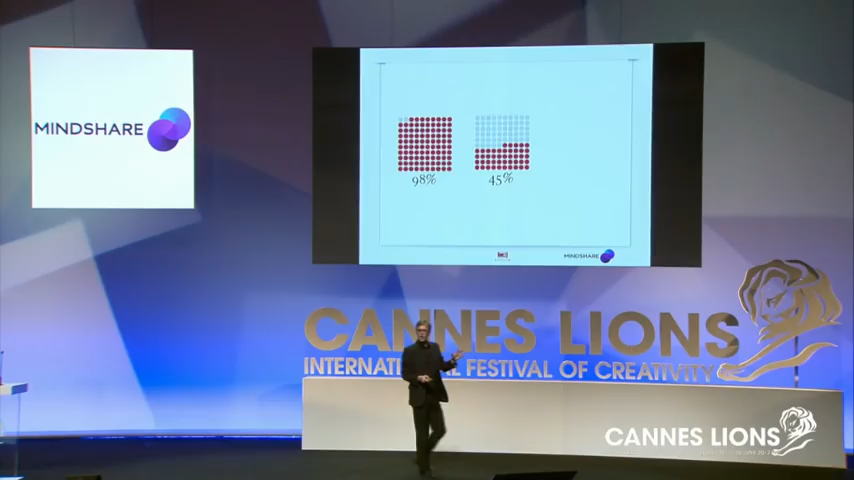 MINDSHARE
98%
45%
MINDSHARE
CANNES LIONS
INTERNATIONAL FESTIVAL OF CREATIVITY
CANNES LIONS